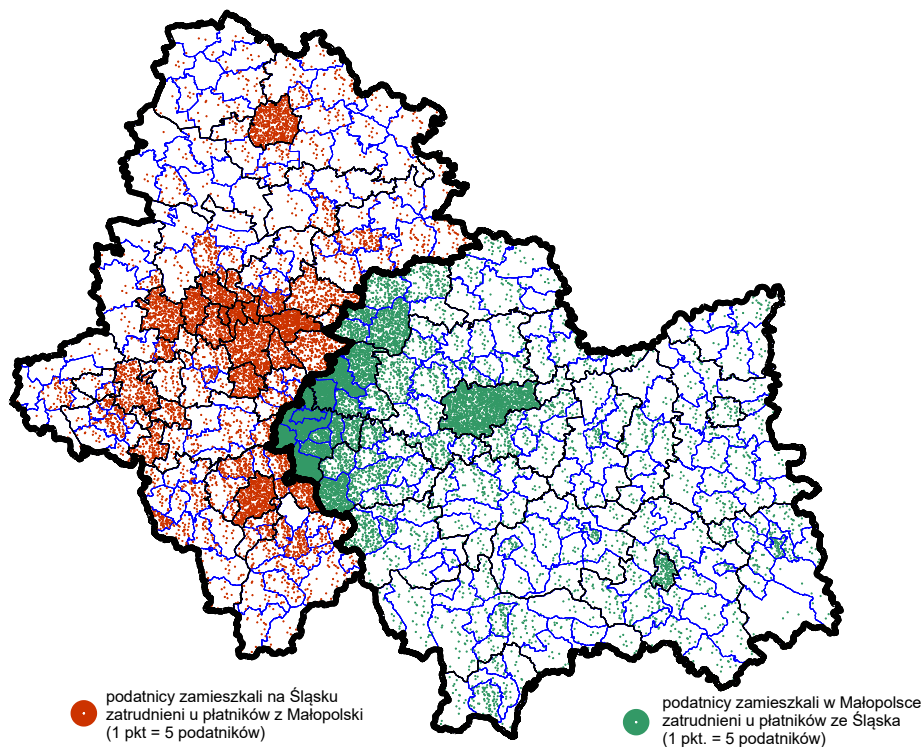 podatnicy zamieszkali na Śląsku
zatrudnieni u płatników z Małopolski
(1 pkt = 5 podatników)
podatnicy zamieszkali w Małopolsce
zatrudnieni u płatników ze Śląska
(1 pkt. = 5 podatników)